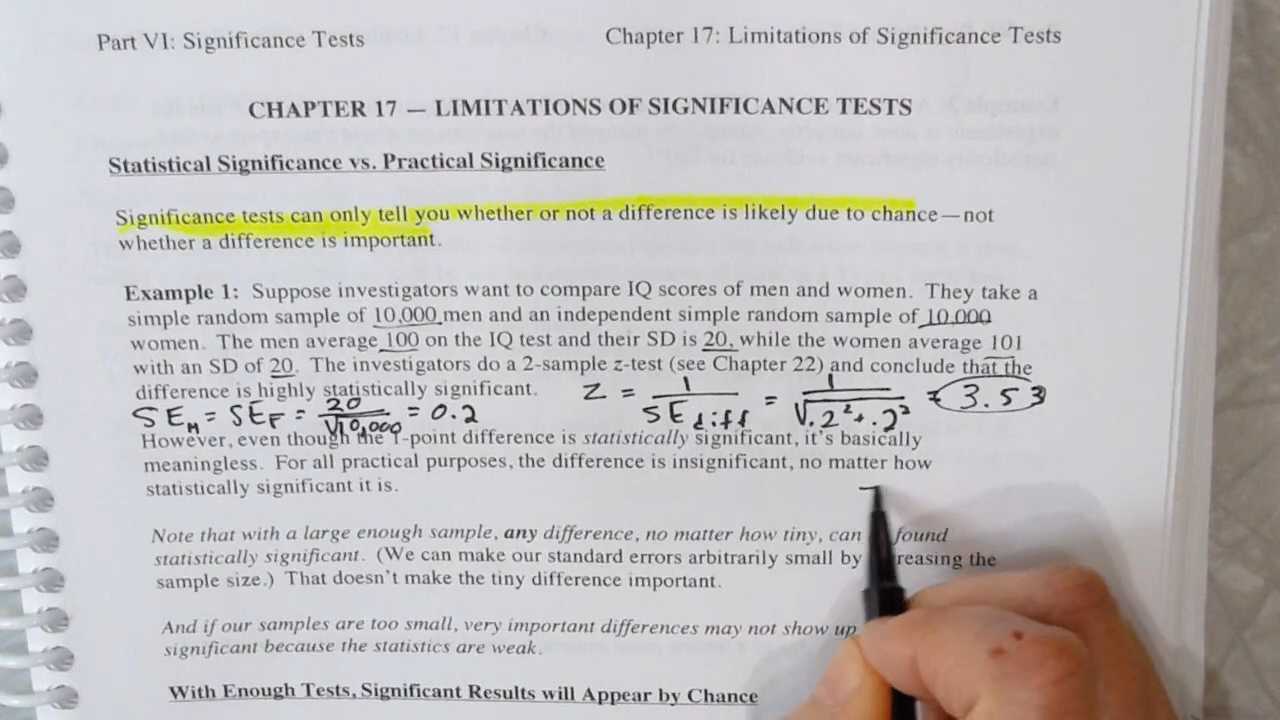 Part VI: Significance Tests
Chapter 17: Limitations of Significance Tests
CHAPTER 17 — LIMITATIONS OF SIGNIFICANCE TESTS
Statistical Significance vs. Practical Significance
Significance tests can only tell you whether or not a difference is likely due to chance—not
whether a difference is important.
Example 1: Suppose investigators want to compare IQ scores of men and women. They take a
simple random sample of 10,000 men and an independent simple random sample of 10,000
women. The men average 100 on the IQ test and their SD is 20, while the women average 101
with an SD of 20. The investigators do a 2-sample z-test (see Chapter 22) and conclude that the
difference is highly statistically significant.
Z = 1/SE diff = 1/√.2²+.2² = 3.53
SE M = SE F = 20/√10,000 = 0.2
However, even though the 1-point difference is statistically significant, it's basically
meaningless. For all practical purposes, the difference is insignificant, no matter how
statistically significant it is.
Note that with a large enough sample, any difference, no matter how tiny, can found
statistically significant. (We can make our standard errors arbitrarily small by reasing the
sample size.) That doesn't make the tiny difference important.
And if our samples are too small, very important differences may not show up
significant because the statistics are weak.
With Enough Tests, Significant Results will Appear by Chance